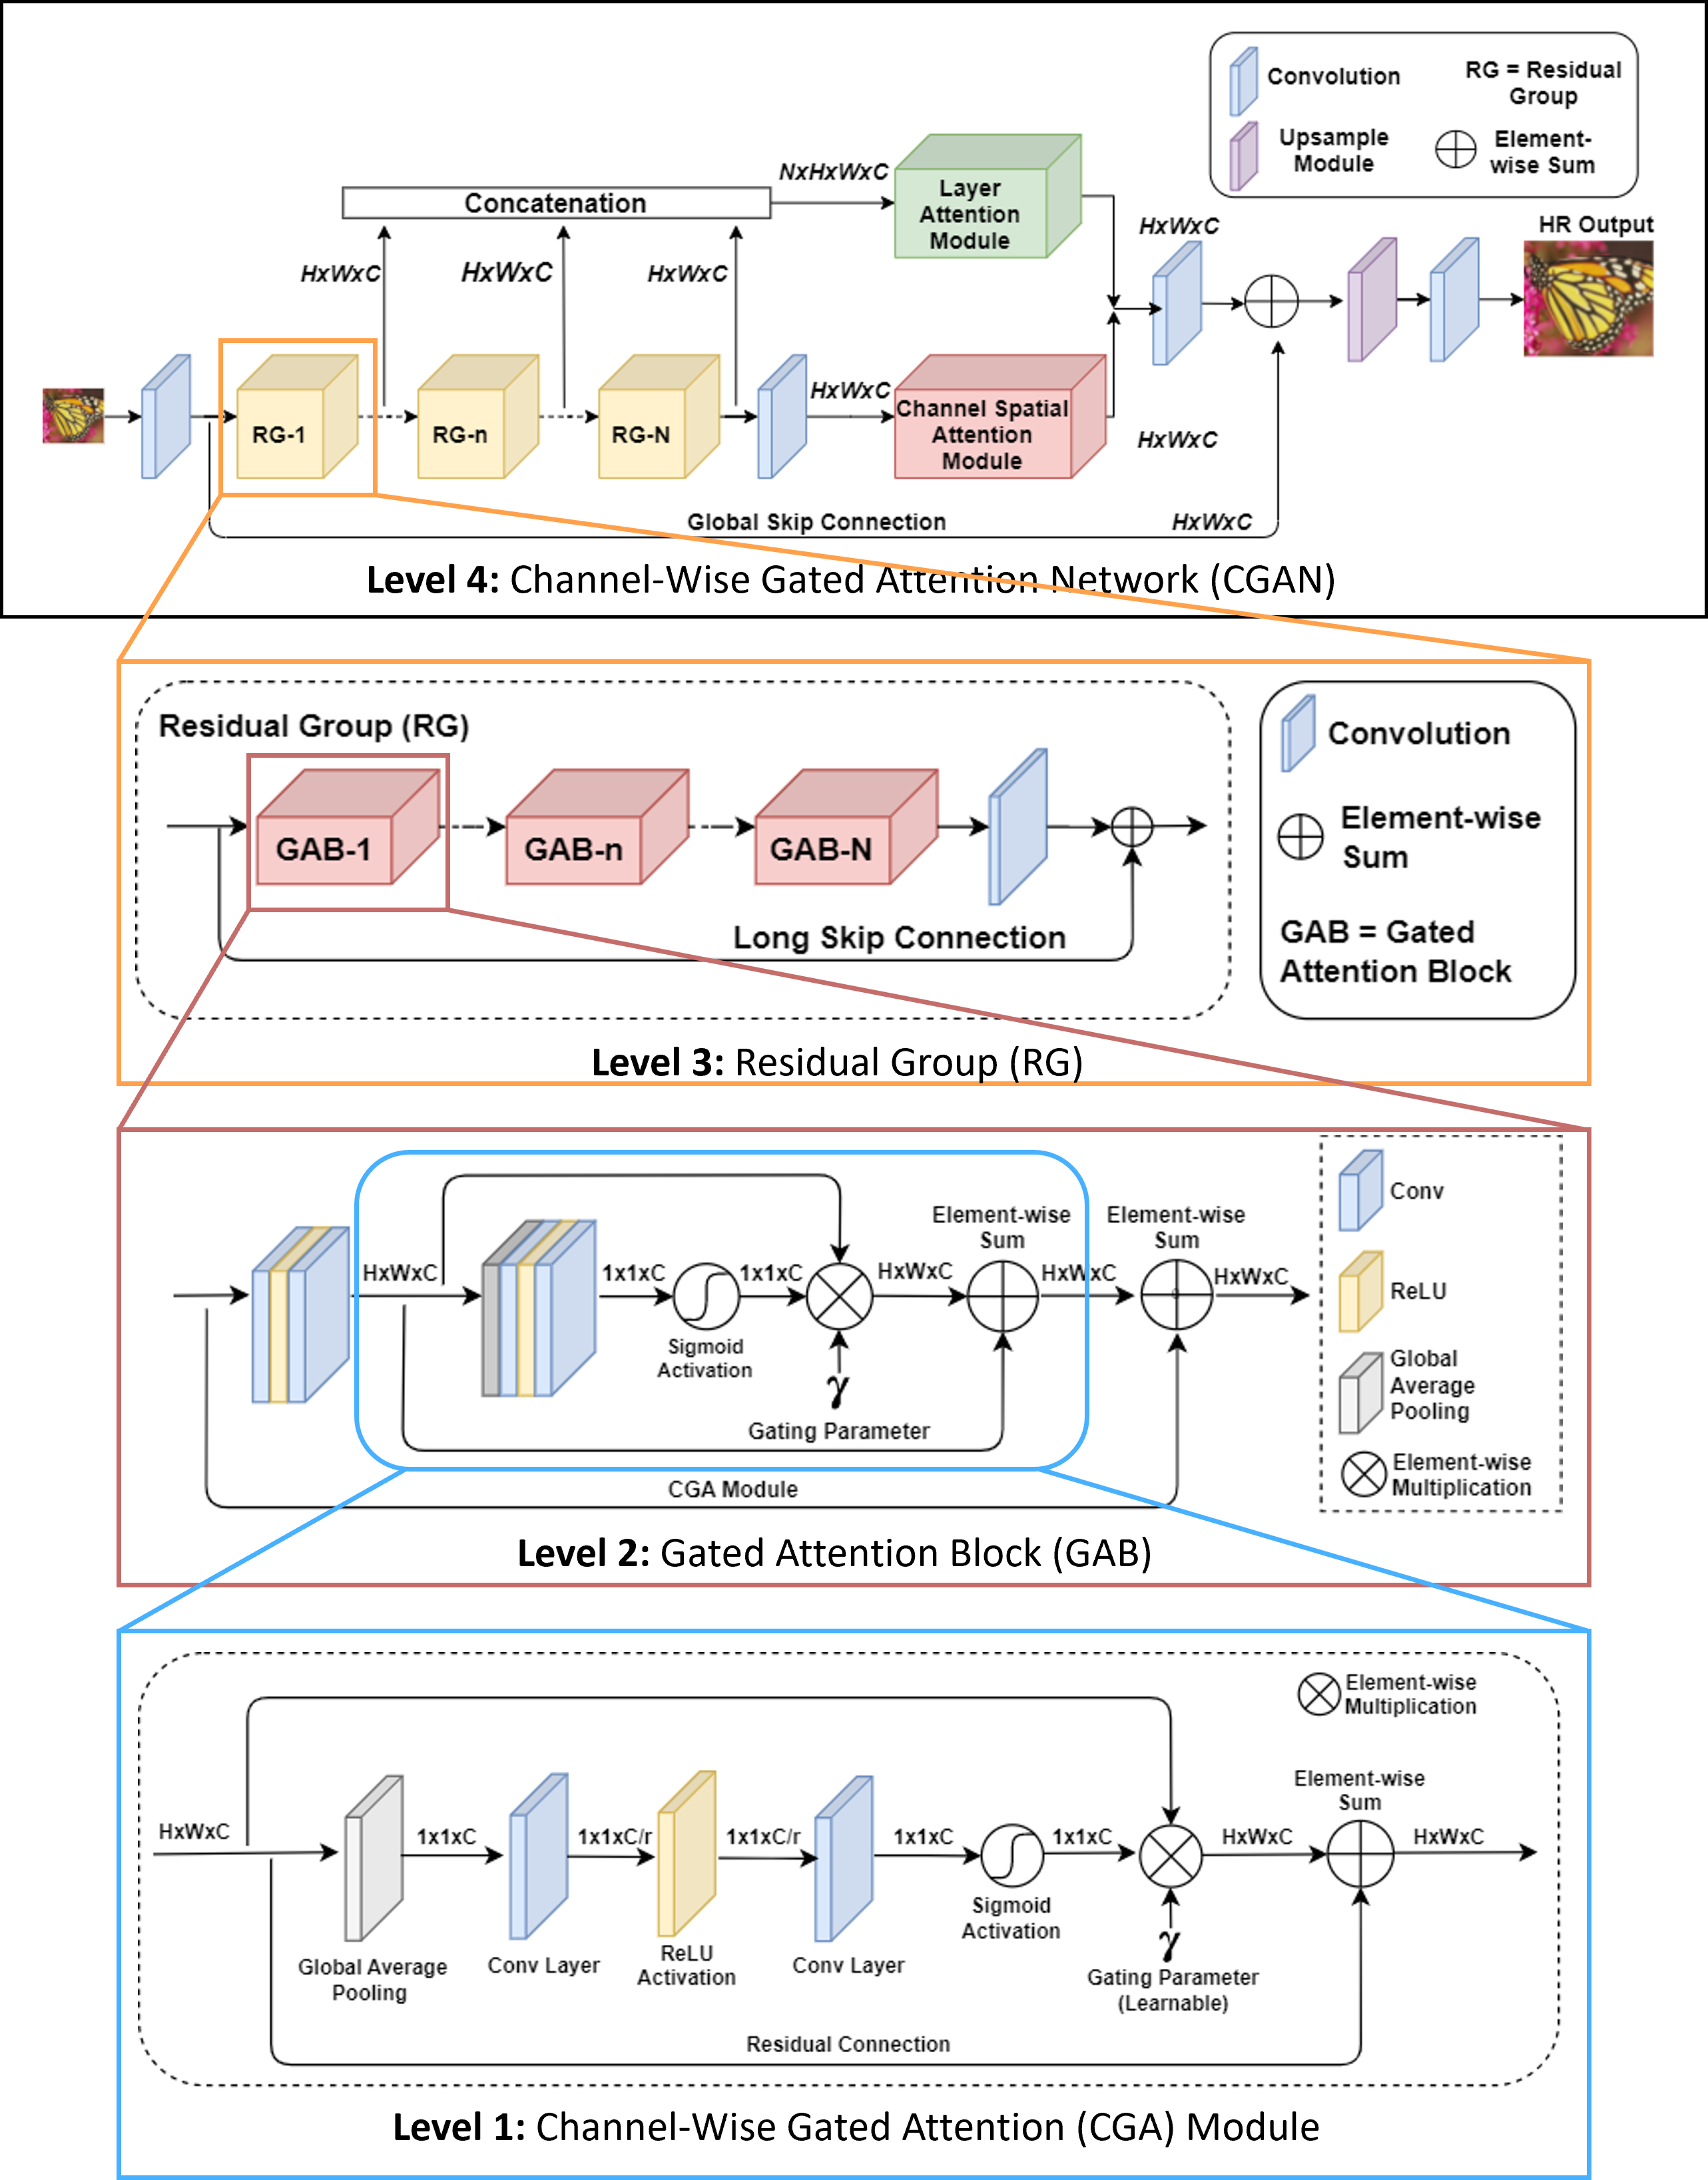 Convolution
RG = Residual
Group
Upsample
Module
Element-
wise Sum
NxHxWxC
Layer
Attention
Module
Concatenation
HxWxC
HxWxC
HxWxC
HxWxC
HR Output
RG-1
RG-n
RG-N
HxWxC
Channel Spatial
Attention
Module
HxWxC
Global Skip Connection
HxWxC
Level 4: Channel-Wise Gated Attention Network (CGAN)
Residual Group (RG)
GAB-1
GAB-n
GAB-N
Long Skip Connection
Convolution
Element-wise
Sum
GAB = Gated
Attention Block
Level 3: Residual Group (RG)
HxWxC
1x1xC
Sigmoid
Activation
1x1xC
γ
Gating Parameter
HxWxC
Element-wise
Sum
HxWxC
Element-wise
Sum
HxWxC
CGA Module
Conv
ReLU
Global
Average
Pooling
Element-wise
Multiplication
Level 2: Gated Attention Block (GAB)
Element-wise
Multiplication
HxWxC
Global Average
Pooling
1x1xC
Conv Layer
1x1xC/r
ReLU
Activation
1x1xC/r
Conv Layer
1x1xC
Sigmoid
Activation
1x1xC
γ
Gating Parameter
(Learnable)
HxWxC
Element-wise
Sum
HxWxC
Residual Connection
Level 1: Channel-Wise Gated Attention (CGA) Module